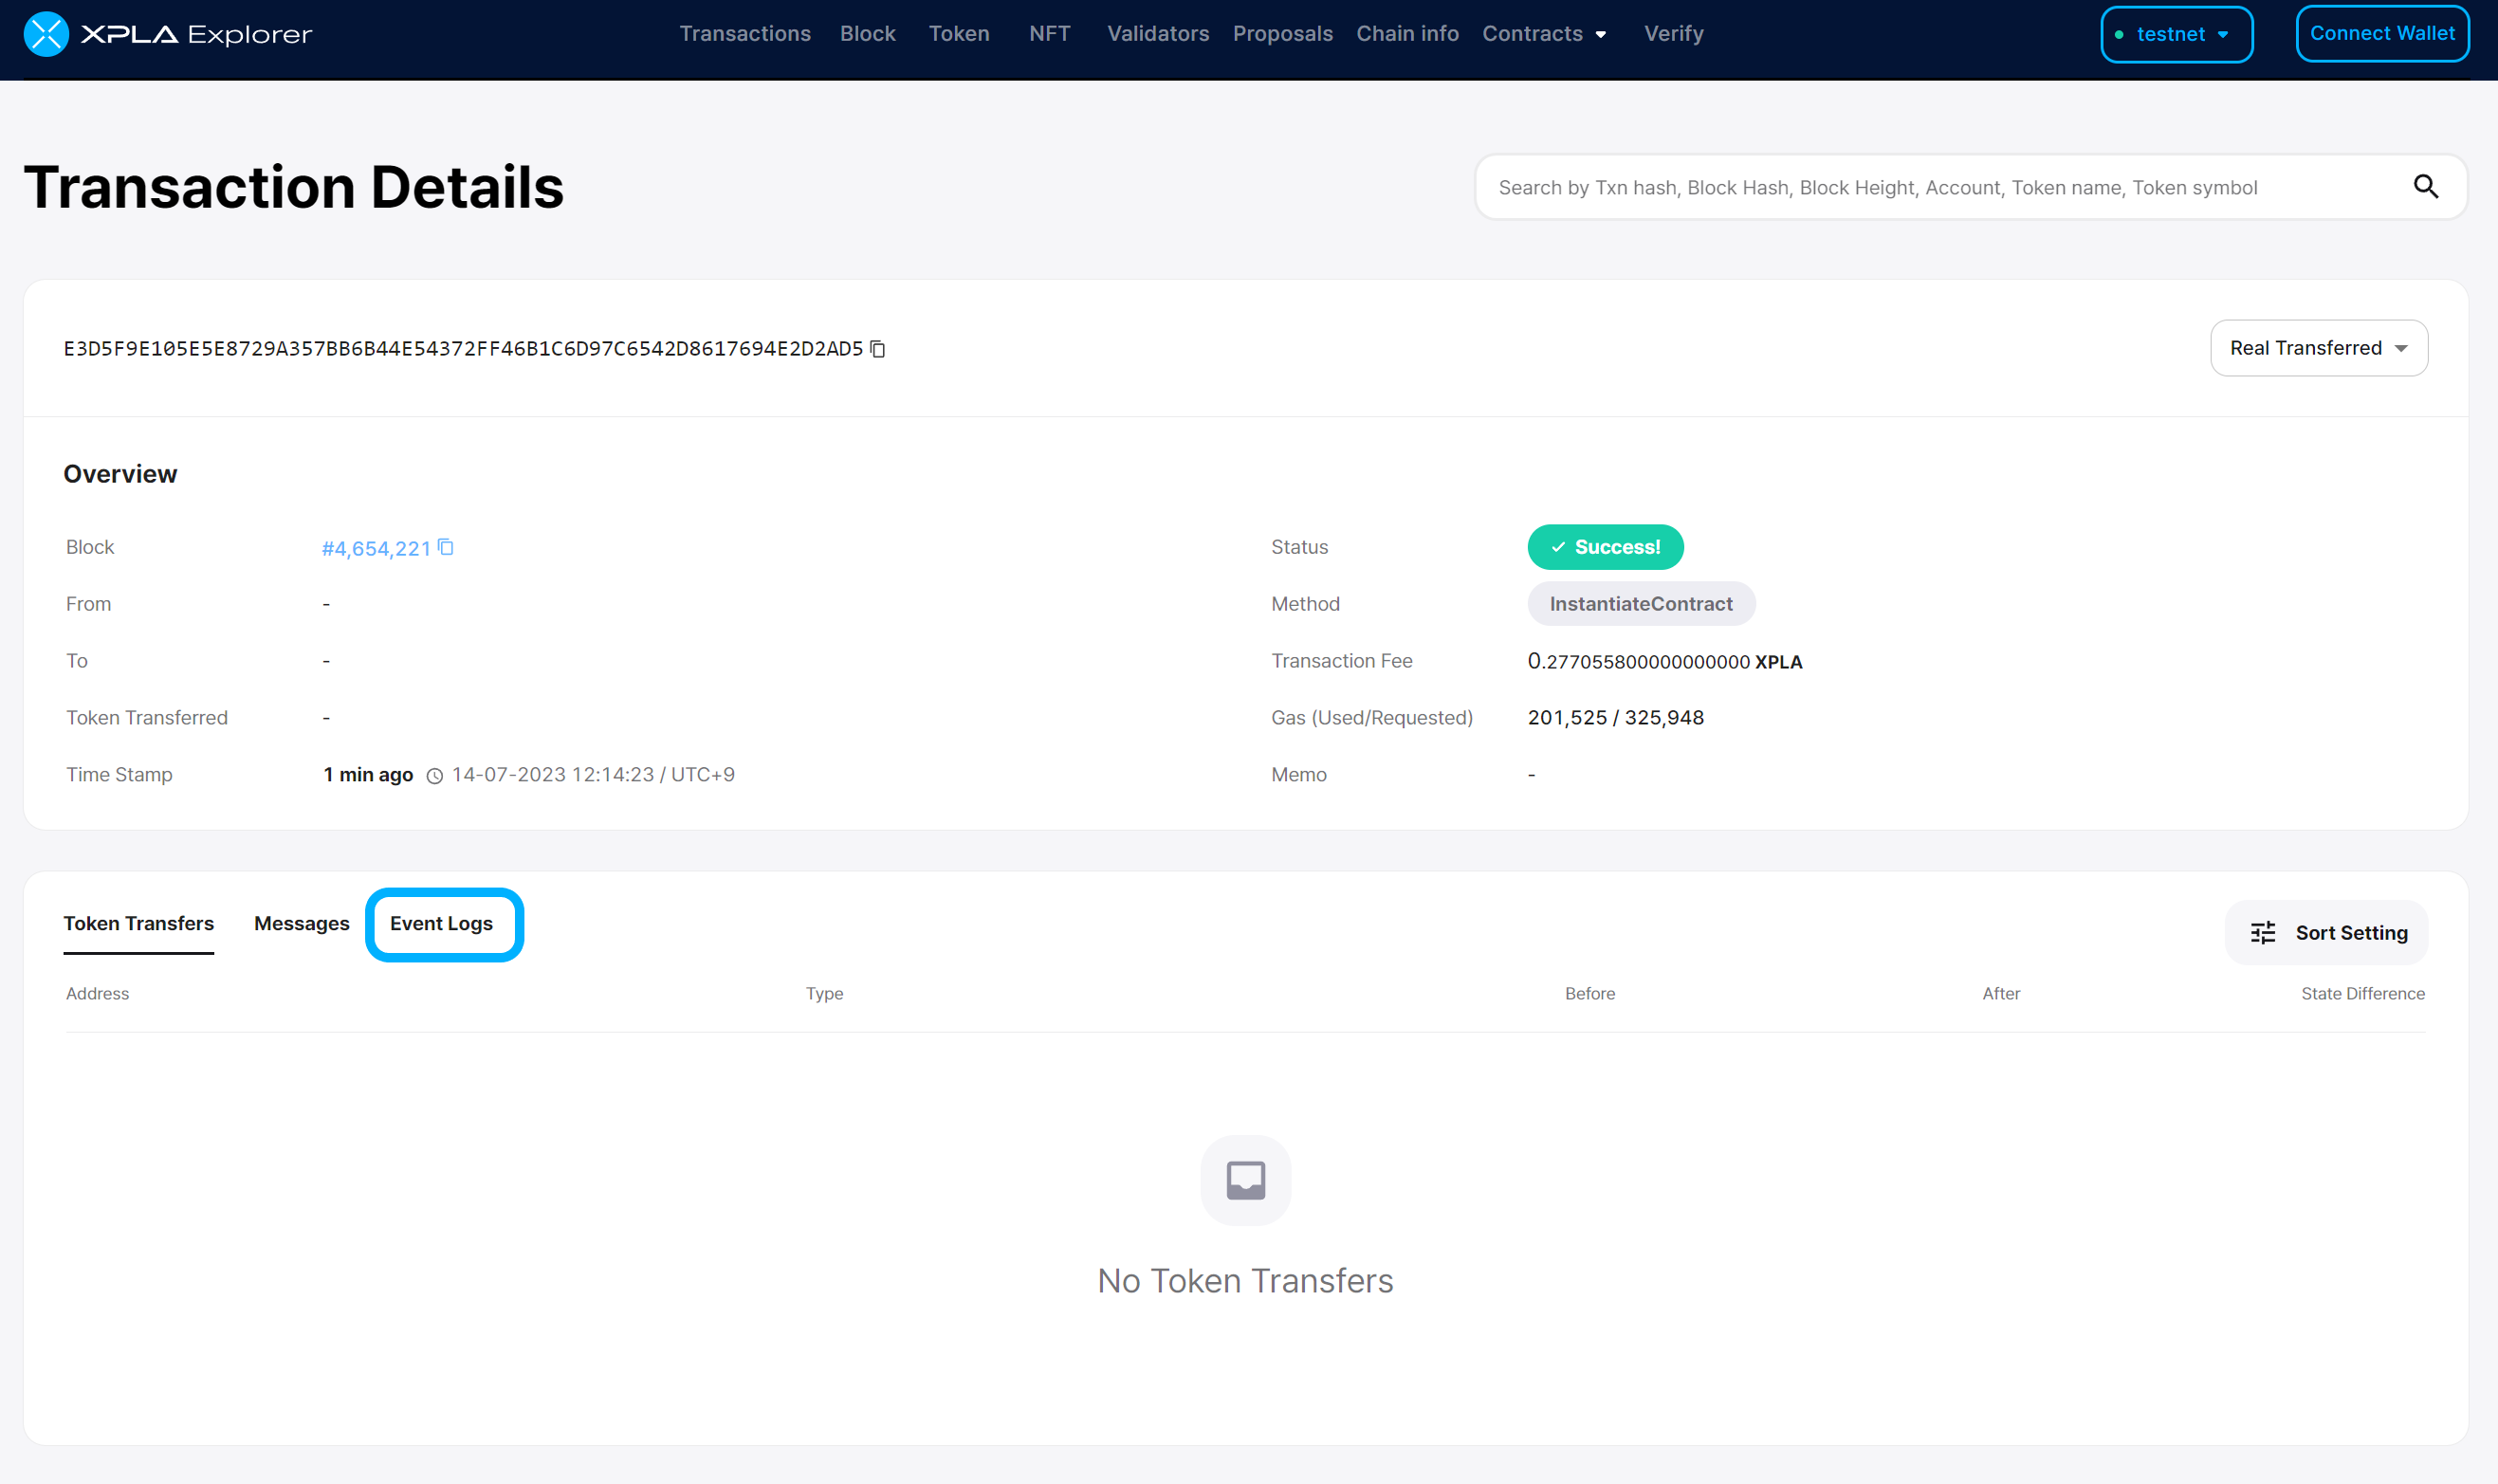 XPLA Explorer Transactions Block Token NFT Validators Proposals Chain info Contracts Verify testnet Connect Wallet
Transaction Details
Search by Txn hash, Block Hash, Block Height, Account, Token name, Token symbol
E3D5F9E105E5E8729A357BB6B44E54372FF46B1C6D97C6542D8617694E2D2AD5 Real Transferred
Overview
Block #4,654,221 Status Success!
From - Method InstantiateContract
To - Transaction Fee 0.277055800000000000 XPLA
Token Transferred - Gas (Used/Requested) 201,525 / 325,948
Time Stamp 1 min ago 14-07-2023 12:14:23 / UTC+9 Memo -
Token Transfers Messages Event Logs Sort Setting
Address Type Before After State Difference
No Token Transfers